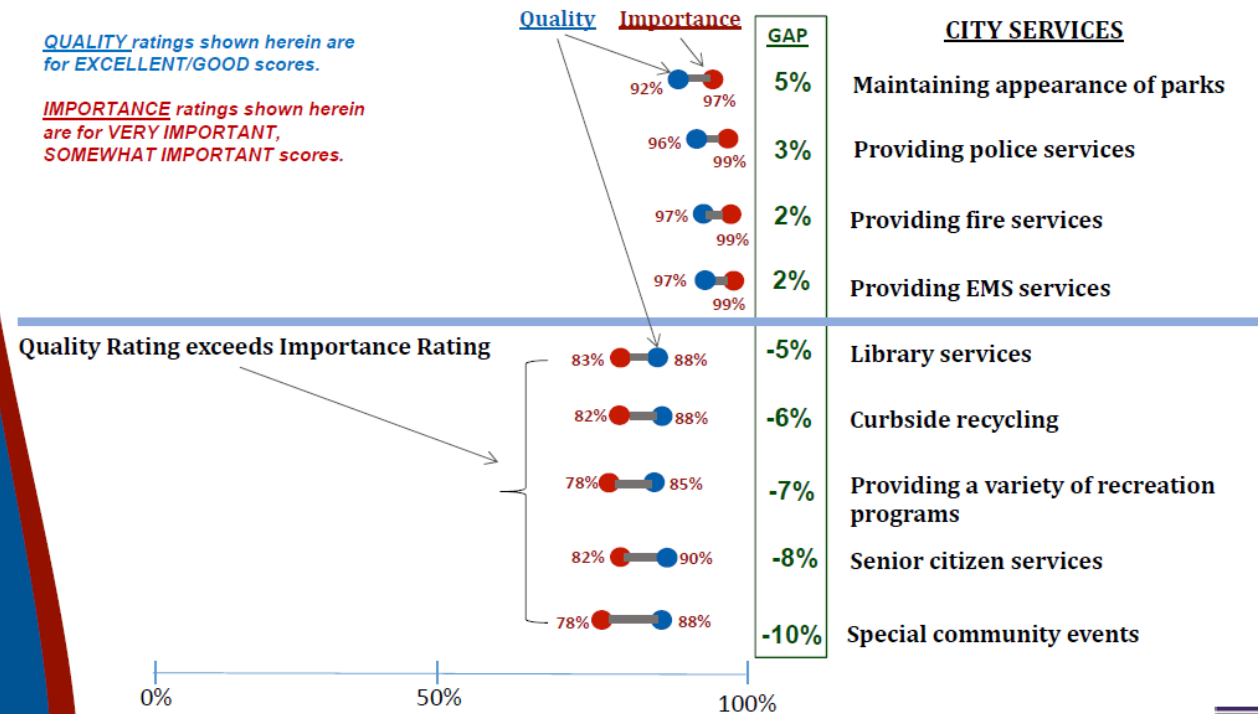 Quality Importance
QUALITY ratings shown herein are
for EXCELLENT/GOOD scores.
IMPORTANCE ratings shown herein
are for VERY IMPORTANT,
SOMEWHAT IMPORTANT scores.
GAP
CITY SERVICES
92% 97% 5% Maintaining appearance of parks
96% 99% 3% Providing police services
97% 99% 2% Providing fire services
97% 99% 2% Providing EMS services
Quality Rating exceeds Importance Rating
83% 88% -5% Library services
82% 88% -6% Curbside recycling
78% 85% -7% Providing a variety of recreation
programs
82% 90% -8% Senior citizen services
78% 88% -10% Special community events
0% 50% 100%